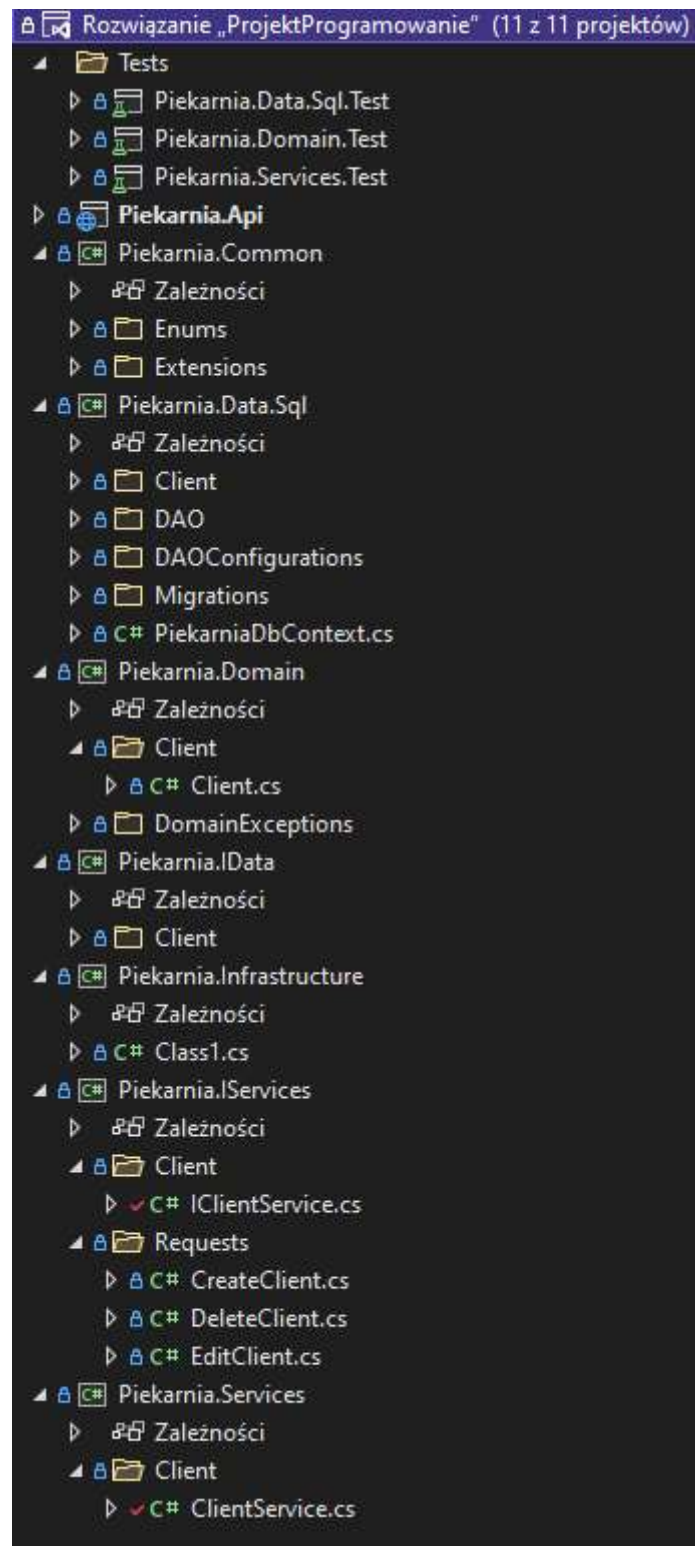 Rozwiązanie „ProjektProgramowanie” (11 z 11 projektów)
Tests
Piekarnia.Data.Sql.Test
Piekarnia.Domain.Test
Piekarnia.Services.Test
Piekarnia.Api
C# Piekarnia.Common
Zależności
Enums
Extensions
C# Piekarnia.Data.Sql
Zależności
Client
DAO
DAOConfigurations
Migrations
C# PiekarniaDbContext.cs
C# Piekarnia.Domain
Zależności
Client
C# Client.cs
DomainExceptions
C# Piekarnia.IData
Zależności
Client
C# Piekarnia.Infrastructure
Zależności
C# Class1.cs
C# Piekarnia.IServices
Zależności
Client
C# IClientService.cs
Requests
C# CreateClient.cs
C# DeleteClient.cs
C# EditClient.cs
C# Piekarnia.Services
Zależności
Client
C# ClientService.cs